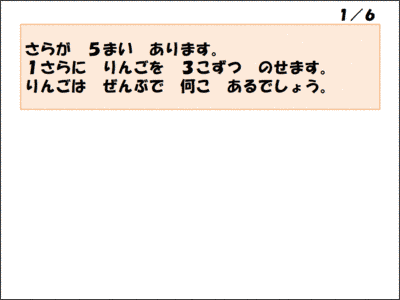 1／6
さらが　5まい　あります。
1さらに　りんごを　3こずつ　のせます。
りんごは　ぜんぶで　何こ　あるでしょう。